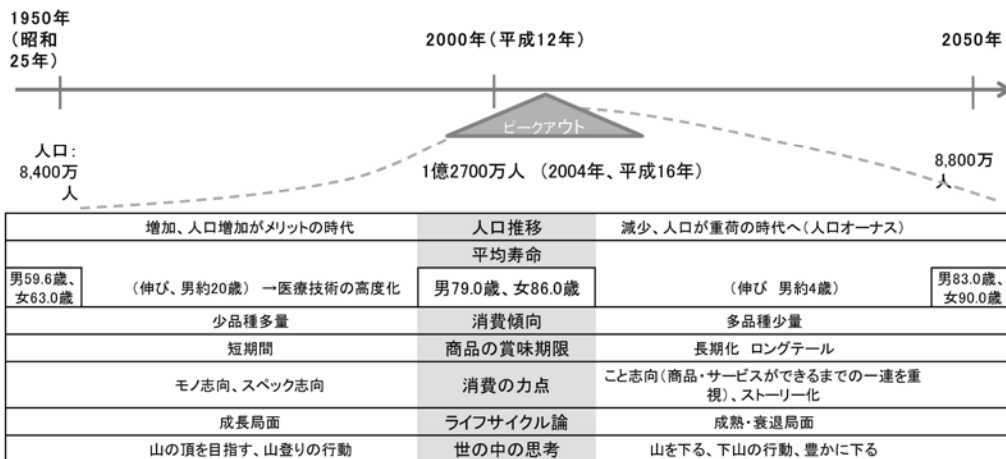 1950年
(昭和
25年)
2000年(平成12年)
2050年
ピークアウト
人口:
8,400万
人
1億2700万人 (2004年、平成16年)
8,800万
人
増加、人口増加がメリットの時代
人口推移
減少、人口が重荷の時代へ(人口オーナス)
平均寿命
男59.6歳、
女63.0歳
(伸び、男約20歳) →医療技術の高度化
男79.0歳、女86.0歳
(伸び 男約4歳)
男83.0歳、
女90.0歳
少品種多量
消費傾向
多品種少量
短期間
商品の賞味期限
長期化 ロングテール
モノ志向、スペック志向
消費の力点
こと志向(商品・サービスができるまでの一連を重
視)、ストーリー化
成長局面
ライフサイクル論
成熟・衰退局面
山の頂を目指す、山登りの行動
世の中の思考
山を下る、下山の行動、豊かに下る